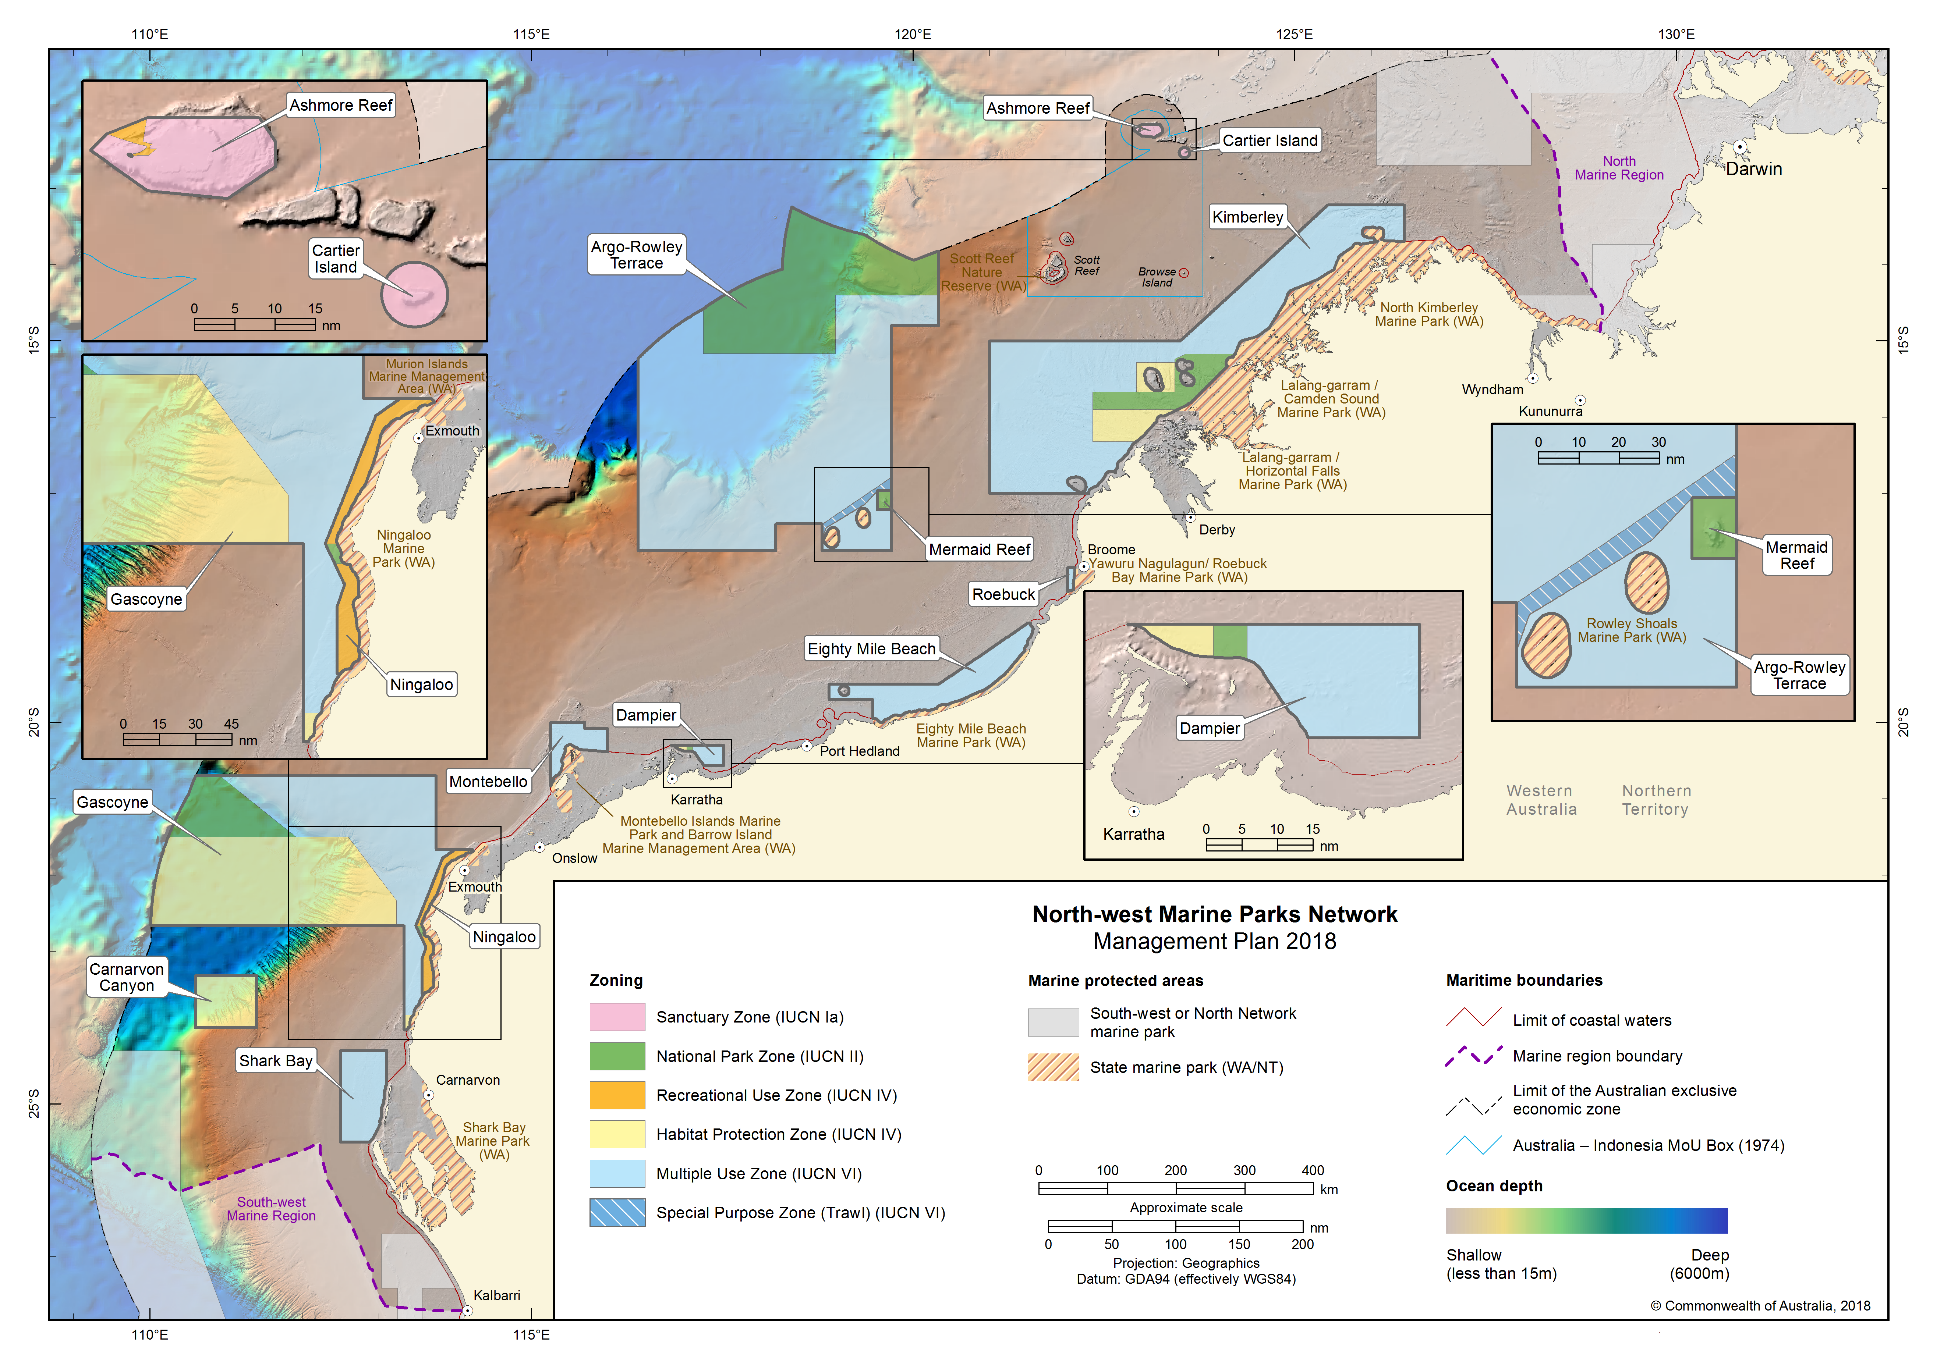 110°E
115°E
120°E
125°E
130°E
Ashmore Reef
Cartier
Island
0 5 10 15
nm
Ashmore Reef
Cartier Island
North
Marine Region
Darwin
Kimberley
Argo-Rowley
Terrace
Scott Reef
Nature
Reserve (WA)
Scott
Reef
Browse
Island
North Kimberley
Marine Park (WA)
15°S
15°S
Murion Islands
Marine Management
Area (WA)
Exmouth
Ningaloo
Marine
Park (WA)
Gascoyne
Ningaloo
0 15 30 45
nm
Wyndham
Kununurra
Lalang-garram /
Camden Sound
Marine Park (WA)
Lalang-garram /
Horizontal Falls
Marine Park (WA)
Derby
0 10 20 30
nm
Mermaid
Reef
Rowley Shoals
Marine Park (WA)
Argo-Rowley
Terrace
Mermaid Reef
Broome
Yawuru Nagulagun/ Roebuck
Bay Marine Park (WA)
Roebuck
Eighty Mile Beach
Eighty Mile Beach
Marine Park (WA)
Dampier
Karratha
0 5 10 15
nm
20°S
20°S
Dampier
Port Hedland
Montebello
Karratha
Montebello Islands Marine
Park and Barrow Island
Marine Management Area (WA)
Western
Australia
Northern
Territory
Gascoyne
Onslow
Exmouth
Ningaloo
Carnarvon
Canyon
Shark Bay
Carnarvon
25°S
Shark Bay
Marine Park
(WA)
South-west
Marine Region
Kalbarri
110°E
115°E
North-west Marine Parks Network
Management Plan 2018
Zoning
Sanctuary Zone (IUCN Ia)
National Park Zone (IUCN II)
Recreational Use Zone (IUCN IV)
Habitat Protection Zone (IUCN IV)
Multiple Use Zone (IUCN VI)
Special Purpose Zone (Trawl) (IUCN VI)
Marine protected areas
South-west or North Network
marine park
State marine park (WA/NT)
0 100 200 300 400
km
Approximate scale
nm
0 50 100 150 200
Projection: Geographics
Datum: GDA94 (effectively WGS84)
Maritime boundaries
Limit of coastal waters
Marine region boundary
Limit of the Australian exclusive
economic zone
Australia – Indonesia MoU Box (1974)
Ocean depth
Shallow
(less than 15m)
Deep
(6000m)
© Commonwealth of Australia, 2018